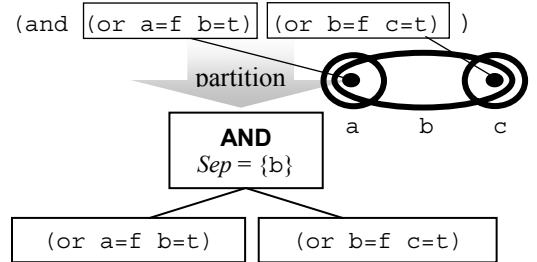 (and (or a=f b=t) (or b=f c=t) )
partition
a b c
AND
Sep = {b}
(or a=f b=t) (or b=f c=t)